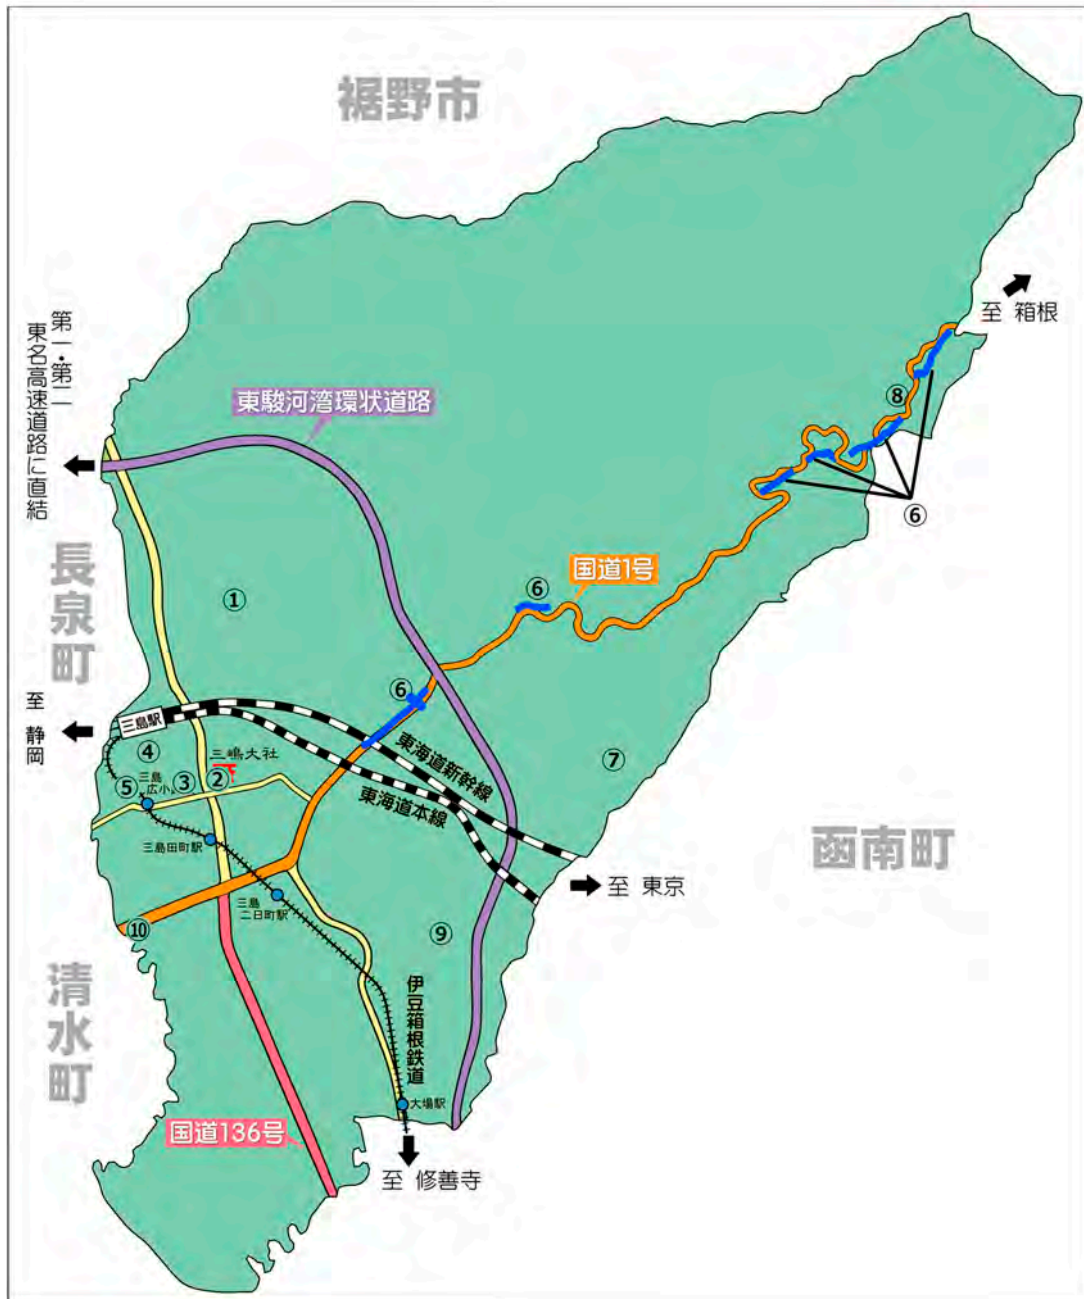 裾野市
至 箱根
第一・第二
東名高速道路に直結
東駿河湾環状道路
⑧
⑥
長泉町
国道1号
⑥
①
⑥
至 静岡
三島駅
④
三嶋大社
東海道新幹線
⑦
⑤
三島
広小
③
②
東海道本線
函南町
三島田町駅
至 東京
三島
二日町駅
⑩
⑨
清水町
伊豆箱根鉄道
大場駅
国道136号
至 修善寺